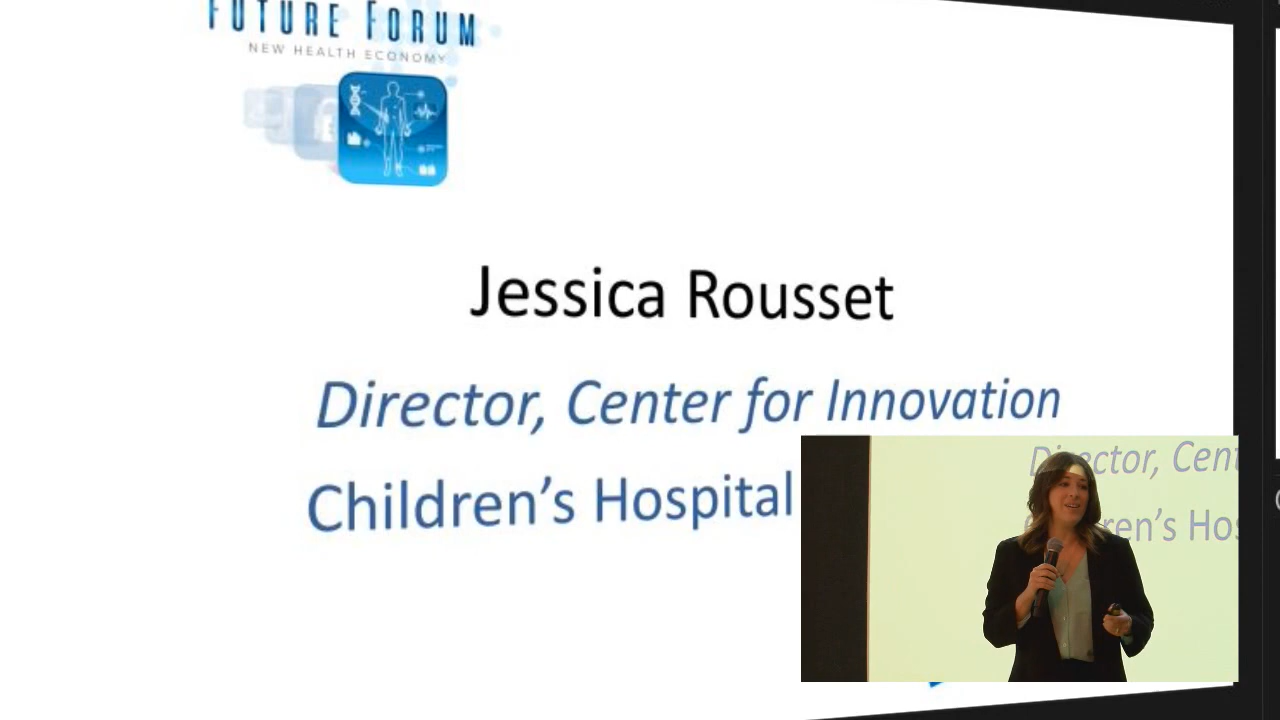 FUTURE FORUM
NEW HEALTH ECONOMY
Jessica Rousset
Director, Center for Innovation
Children's Hospital
Director, Cent
ren's Hos